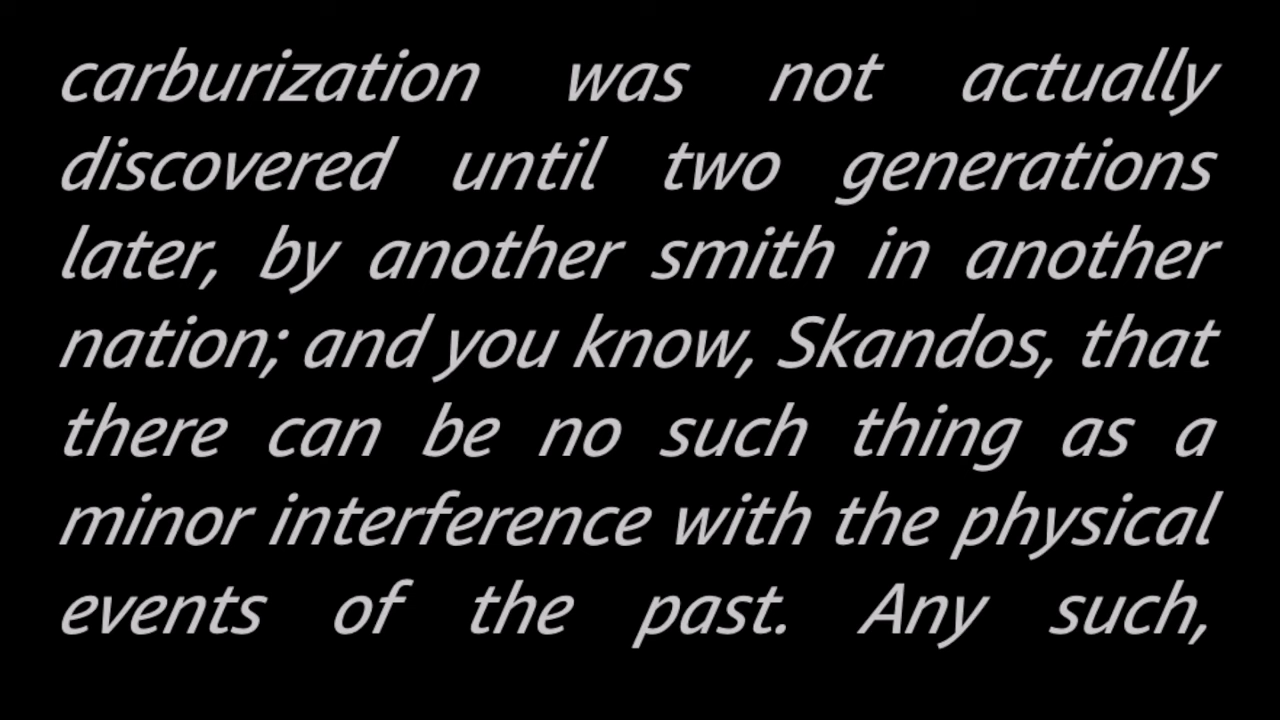 carburization was not actually
discovered until two generations
later, by another smith in another
nation; and you know, Skandos, that
there can be no such thing as a
minor interference with the physical
events of the past. Any such,